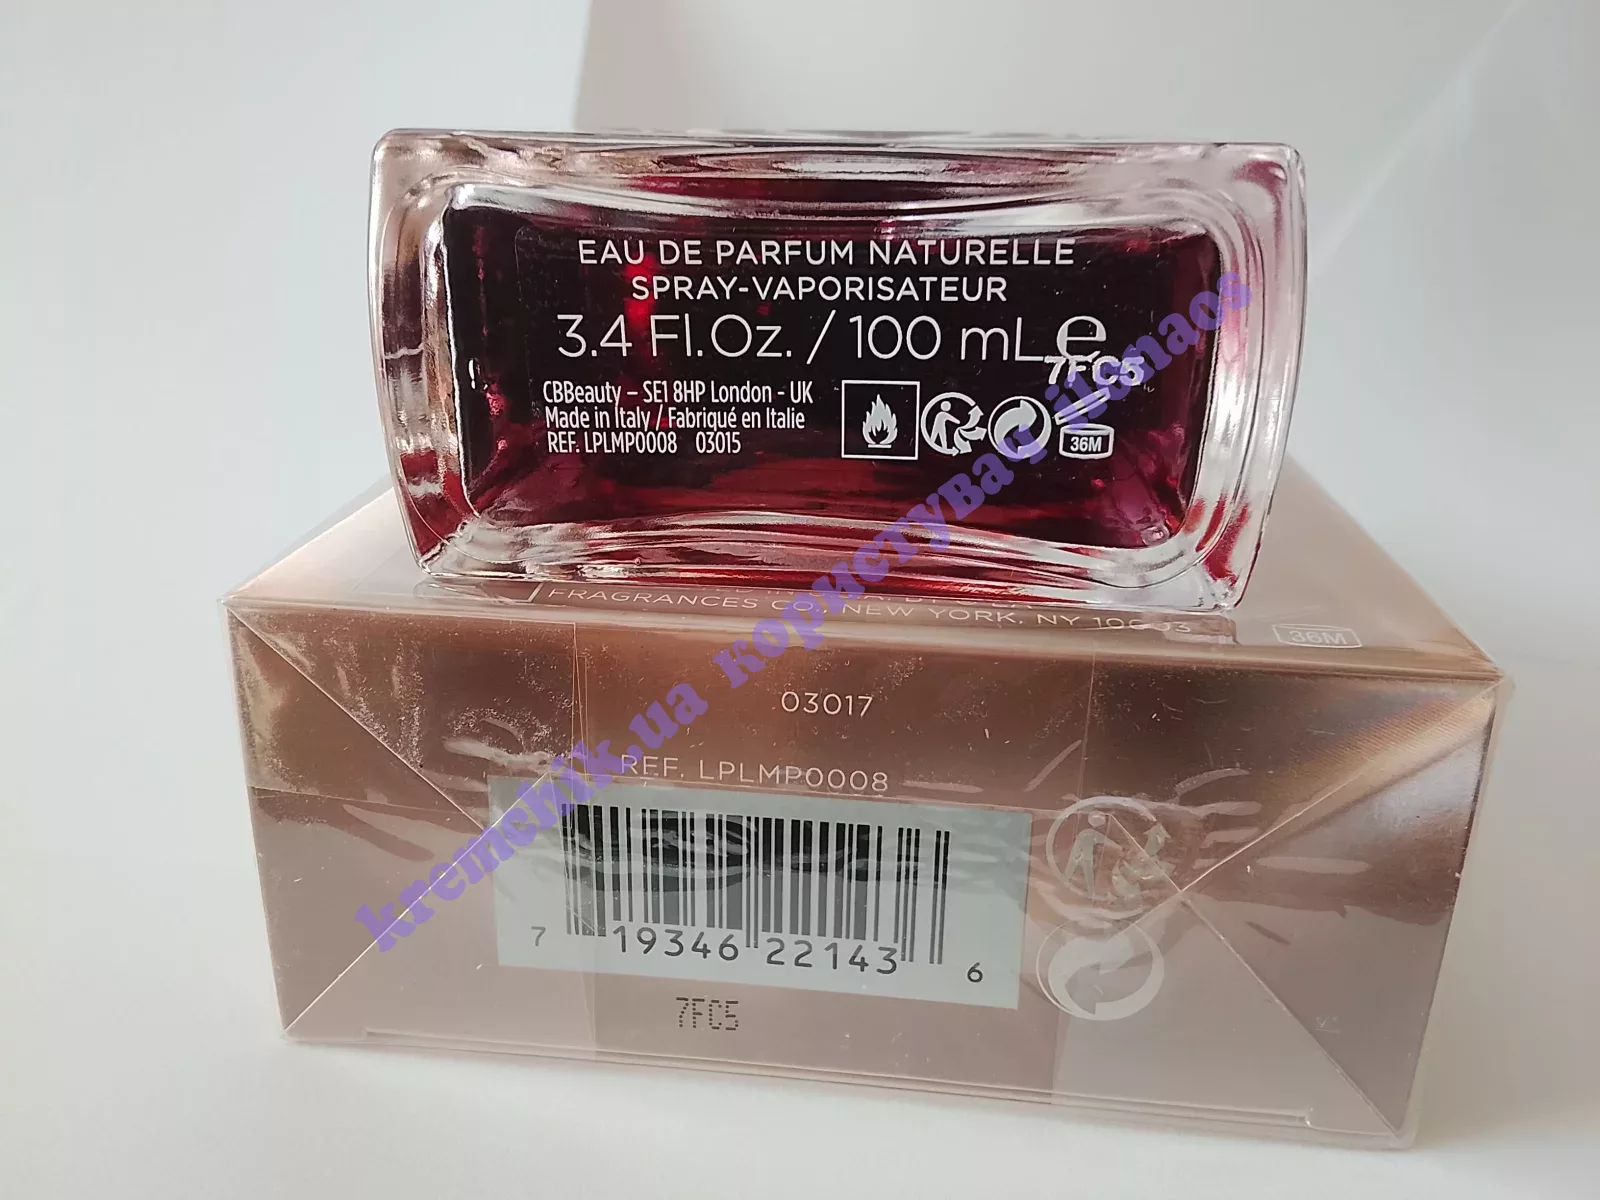 EAU DE PARFUM NATURELLE
SPRAY-VAPORISATEUR
3.4 Fl.Oz. / 100 mL e
7FC5
CBBeauty – SE1 8HP London - UK
Made in Italy / Fabriqué en Italie
REF. LPLMP0008 03015
36M
FRAGRANCES CO., NEW YORK, NY 10003
36M
03017
REF. LPLMP0008
7 19346 22143 6
7FC5
kremchik.ua користувач ilonaos